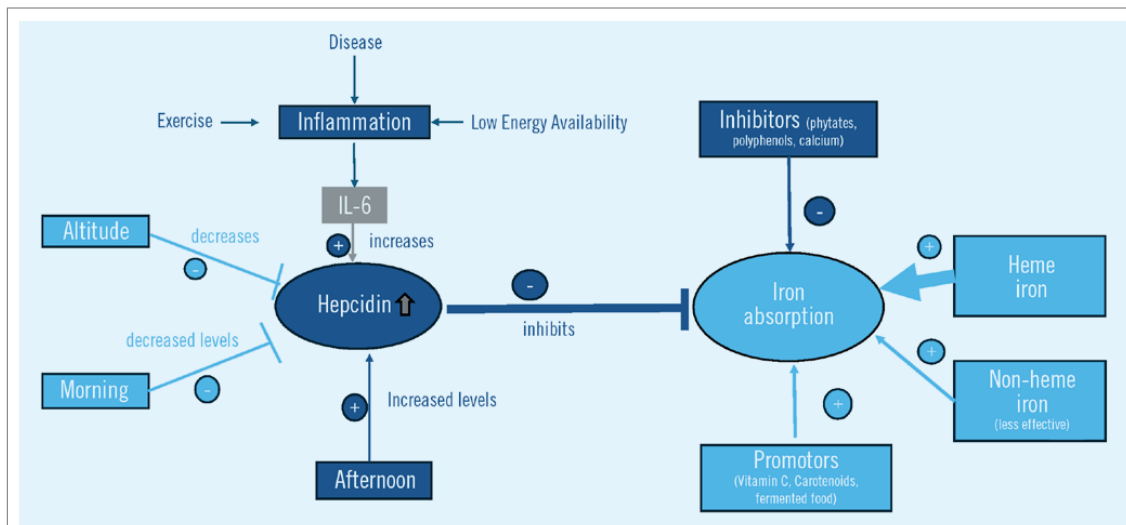 Disease
Exercise
Inflammation
Low Energy Availability
IL-6
+
increases
Altitude
decreases
-
Hepcidin
-
inhibits
decreased levels
Morning
-
+
Increased levels
Afternoon
Inhibitors (phytates,
polyphenols, calcium)
-
Iron
absorption
+
Heme
iron
+
Non-heme
iron
(less effective)
+
Promotors
(Vitamin C, Carotenoids,
fermented food)